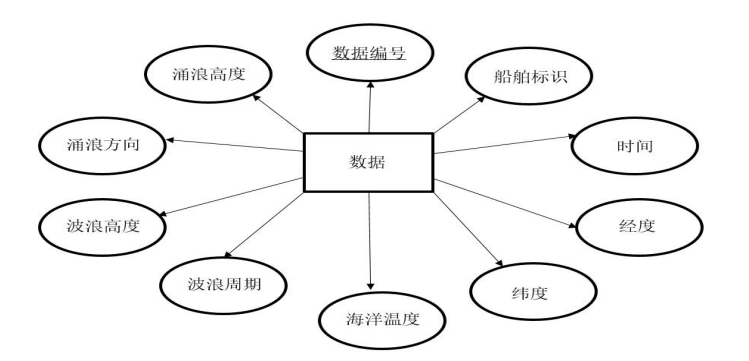 数据编号
涌浪高度
船舶标识
涌浪方向
时间
数据
波浪高度
经度
波浪周期
纬度
海洋温度